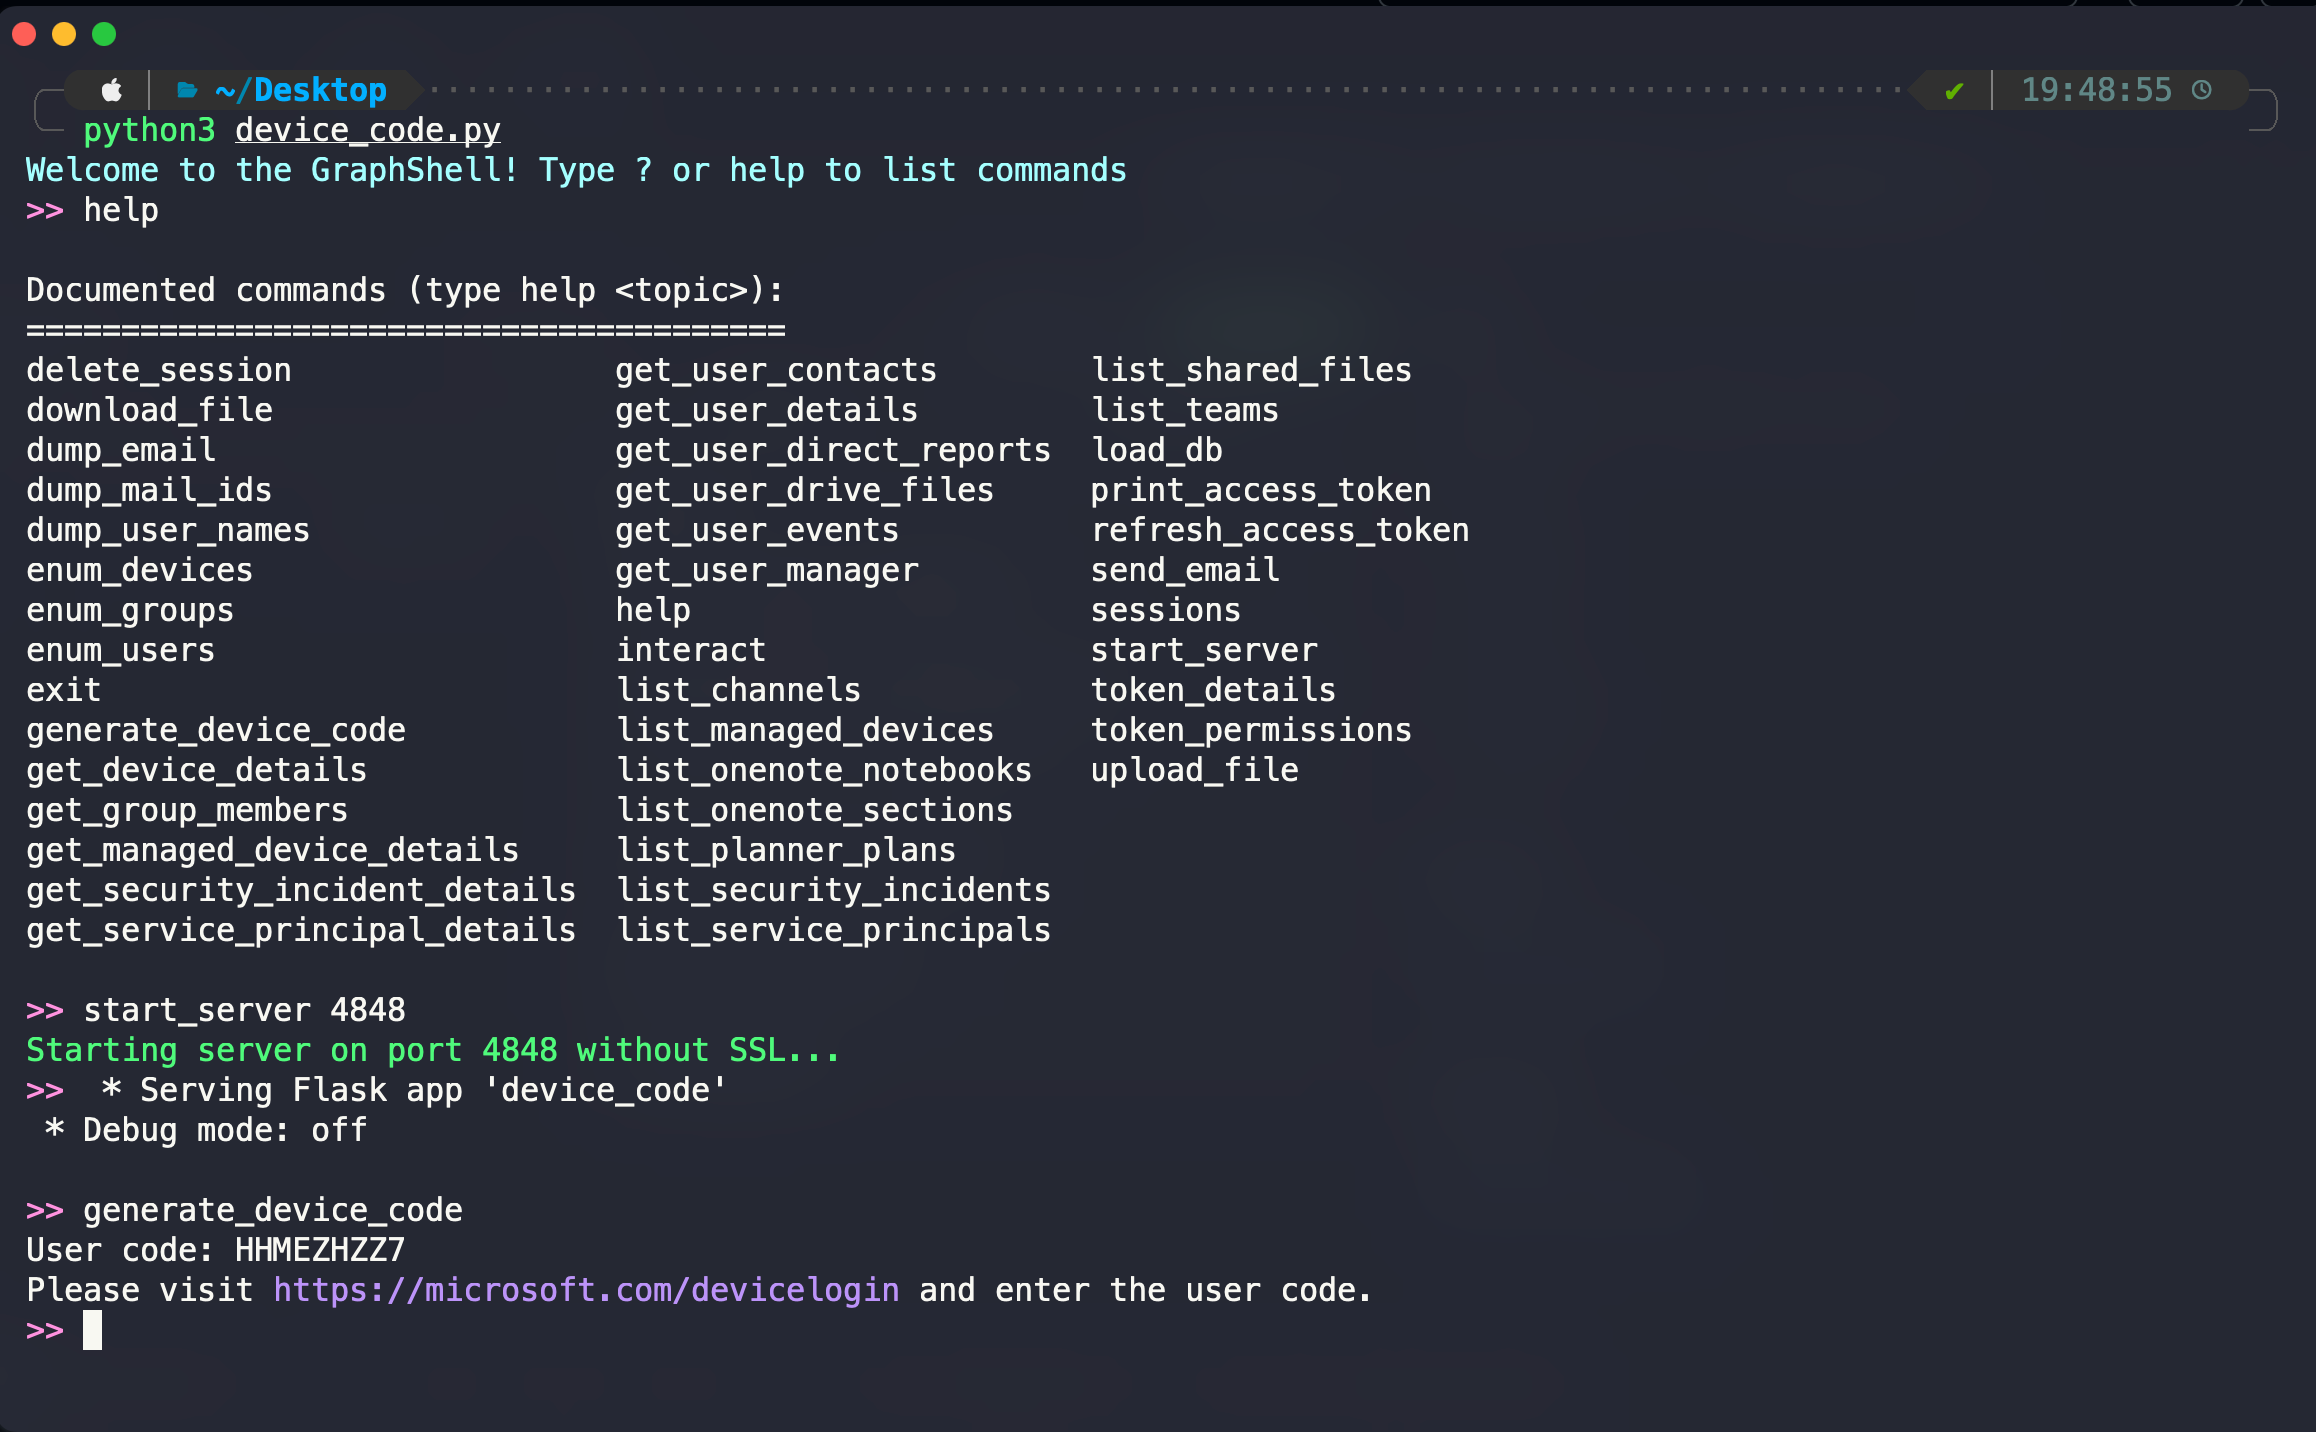 ~/Desktop ✔ 19:48:55
python3 device_code.py
Welcome to the GraphShell! Type ? or help to list commands
>> help
Documented commands (type help <topic>):
========================================
delete_session get_user_contacts list_shared_files
download_file get_user_details list_teams
dump_email get_user_direct_reports load_db
dump_mail_ids get_user_drive_files print_access_token
dump_user_names get_user_events refresh_access_token
enum_devices get_user_manager send_email
enum_groups help sessions
enum_users interact start_server
exit list_channels token_details
generate_device_code list_managed_devices token_permissions
get_device_details list_onenote_notebooks upload_file
get_group_members list_onenote_sections
get_managed_device_details list_planner_plans
get_security_incident_details list_security_incidents
get_service_principal_details list_service_principals
>> start_server 4848
Starting server on port 4848 without SSL...
>>  * Serving Flask app 'device_code'
 * Debug mode: off
>> generate_device_code
User code: HHMEZHZZ7
Please visit https://microsoft.com/devicelogin and enter the user code.
>>